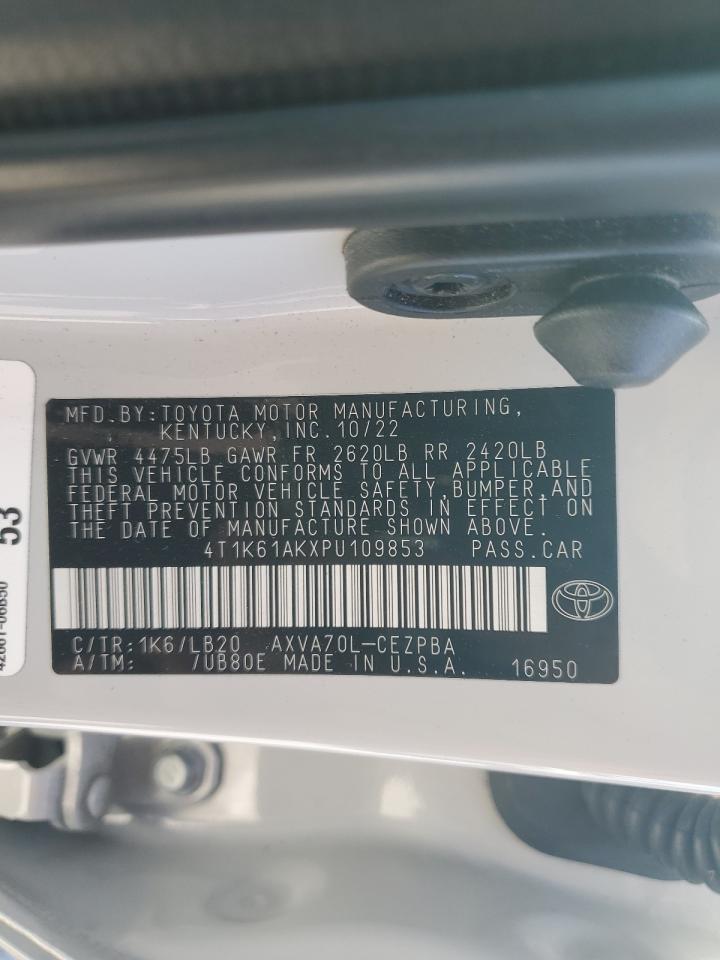 MFD.BY:TOYOTA MOTOR MANUFACTURING,
KENTUCKY,INC.10/22
GVWR 4475LB GAWR FR 2620LB RR 2420LB
THIS VEHICLE CONFORMS TO ALL APPLICABLE
FEDERAL MOTOR VEHICLE SAFETY,BUMPER,AND
THEFT PREVENTION STANDARDS IN EFFECT ON
THE DATE OF MANUFACTURE SHOWN ABOVE.
4T1K61AKXPU109853 PASS.CAR
C/TR:1K6/LB20 AXVA70L-CEZPBA
A/TM: /UB80E MADE IN U.S.A. 16950
53